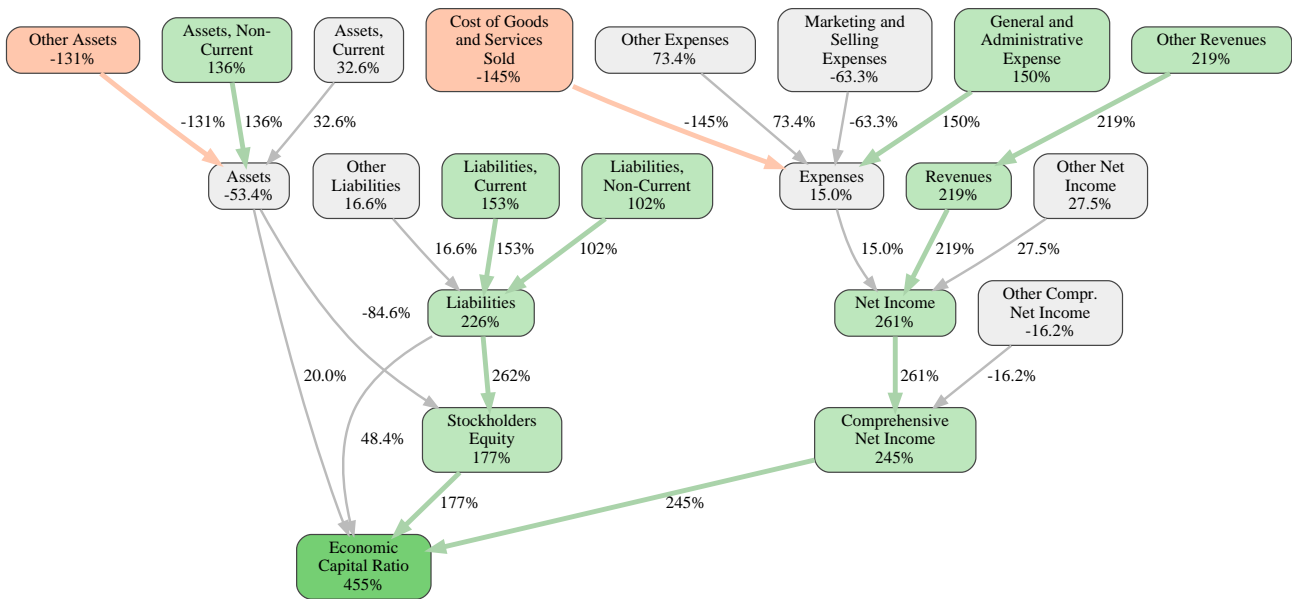 Other Assets
-131%
Assets, Non-
Current
136%
Assets,
Current
32.6%
Cost of Goods
and Services
Sold
-145%
Other Expenses
73.4%
Marketing and
Selling
Expenses
-63.3%
General and
Administrative
Expense
150%
Other Revenues
219%
-131%
136%
32.6%
-145%
73.4%
-63.3%
150%
219%
Assets
-53.4%
Other
Liabilities
16.6%
Liabilities,
Current
153%
Liabilities,
Non-Current
102%
Expenses
15.0%
Revenues
219%
Other Net
Income
27.5%
16.6%
153%
102%
15.0%
219%
27.5%
-84.6%
Liabilities
226%
Net Income
261%
Other Compr.
Net Income
-16.2%
20.0%
262%
261%
-16.2%
48.4%
Stockholders
Equity
177%
Comprehensive
Net Income
245%
177%
245%
Economic
Capital Ratio
455%